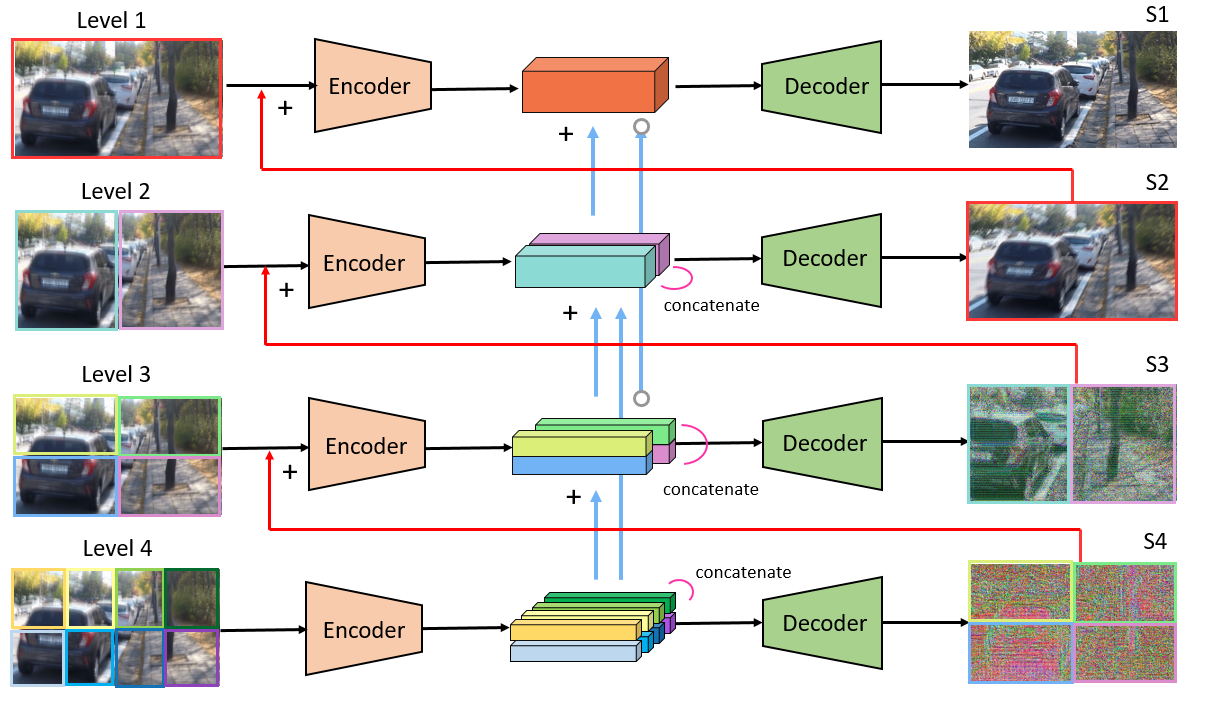 Level 1
S1
Encoder
Decoder
+
+
Level 2
S2
Encoder
Decoder
+
concatenate
+
Level 3
S3
Encoder
Decoder
+
concatenate
+
Level 4
S4
concatenate
Encoder
Decoder